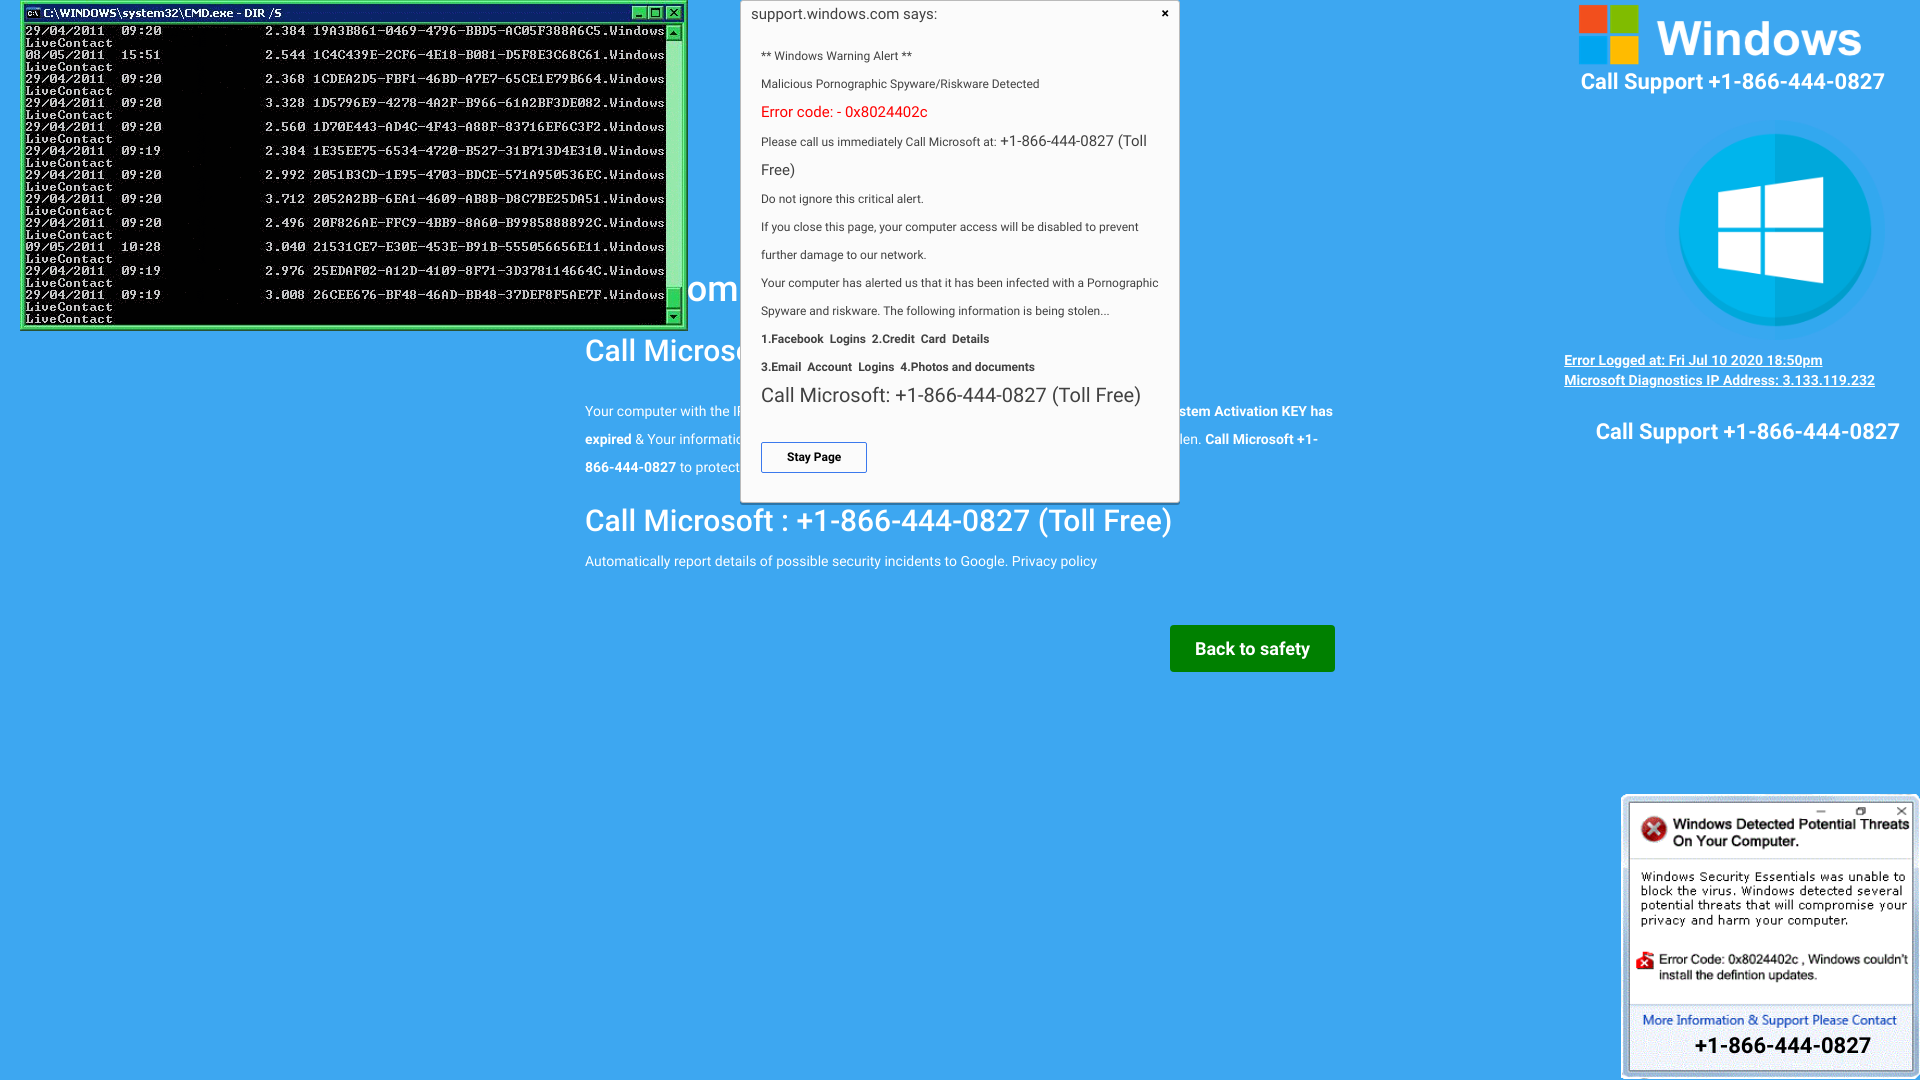 C:\WINDOWS\system32\CMD.exe - DIR /S
29/04/2011  09:20             2.384 19A3B861-0469-4796-BBD5-AC05F388A6C5.Windows
LiveContact
08/05/2011  15:51             2.544 1C4C439E-2CF6-4E18-B081-D5F8E3C68C61.Windows
LiveContact
29/04/2011  09:20             2.368 1CDEA2D5-FBF1-46BD-A7E7-65CE1E79B664.Windows
LiveContact
29/04/2011  09:20             3.328 1D5796E9-4278-4A2F-B966-61A2BF3DE082.Windows
LiveContact
29/04/2011  09:20             2.560 1D70E443-AD4C-4F43-A88F-83716EF6C3F2.Windows
LiveContact
29/04/2011  09:19             2.384 1E35EE75-6534-4720-B527-31B713D4E310.Windows
LiveContact
29/04/2011  09:20             2.992 2051B3CD-1E95-4703-BDCE-571A950536EC.Windows
LiveContact
29/04/2011  09:20             3.712 2052A2BB-6EA1-4609-AB8B-D8C7BE25DA51.Windows
LiveContact
29/04/2011  09:20             2.496 20F826AE-FFC9-4BB9-8A60-B9985888892C.Windows
LiveContact
09/05/2011  10:28             3.040 21531CE7-E30E-453E-B91B-555056656E11.Windows
LiveContact
29/04/2011  09:19             2.976 25EDAF02-A12D-4109-8F71-3D378114664C.Windows
LiveContact
29/04/2011  09:19             3.008 26CEE676-BF48-46AD-BB48-37DEF8F5AE7F.Windows
LiveContact
LiveContact
support.windows.com says:
** Windows Warning Alert **
Malicious Pornographic Spyware/Riskware Detected
Error code: - 0x8024402c
Please call us immediately Call Microsoft at: +1-866-444-0827 (Toll
Free)
Do not ignore this critical alert.
If you close this page, your computer access will be disabled to prevent
further damage to our network.
Your computer has alerted us that it has been infected with a Pornographic
Spyware and riskware. The following information is being stolen...
1.Facebook Logins 2.Credit Card Details
3.Email Account Logins 4.Photos and documents
Call Microsoft: +1-866-444-0827 (Toll Free)
Stay Page
om
Call Micros
Your computer with the I stem Activation KEY has
expired & Your informatio len. Call Microsoft +1-
866-444-0827 to protect
Call Microsoft : +1-866-444-0827 (Toll Free)
Automatically report details of possible security incidents to Google. Privacy policy
Back to safety
Windows
Call Support +1-866-444-0827
Error Logged at: Fri Jul 10 2020 18:50pm
Microsoft Diagnostics IP Address: 3.133.119.232
Call Support +1-866-444-0827
Windows Detected Potential Threats
On Your Computer.
Windows Security Essentials was unable to
block the virus. Windows detected several
potential threats that will compromise your
privacy and harm your computer.
Error Code: 0x8024402c , Windows couldn't
install the defintion updates.
More Information & Support Please Contact
+1-866-444-0827